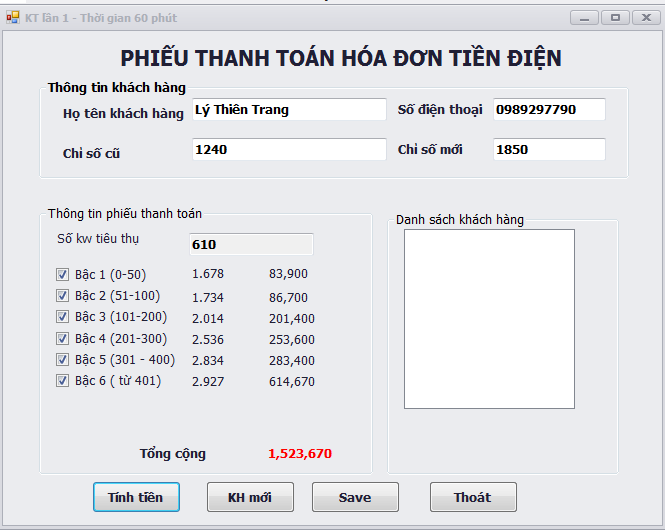 KT lần 1 - Thời gian 60 phút
PHIẾU THANH TOÁN HÓA ĐƠN TIỀN ĐIỆN
Thông tin khách hàng
Họ tên khách hàng Lý Thiên Trang Số điện thoại 0989297790
Chỉ số cũ 1240 Chỉ số mới 1850
Thông tin phiếu thanh toán
Số kw tiêu thụ 610
Bậc 1 (0-50) 1.678 83,900
Bậc 2 (51-100) 1.734 86,700
Bậc 3 (101-200) 2.014 201,400
Bậc 4 (201-300) 2.536 253,600
Bậc 5 (301 - 400) 2.834 283,400
Bậc 6 ( từ 401) 2.927 614,670
Tổng cộng 1,523,670
Danh sách khách hàng
Tính tiền KH mới Save Thoát